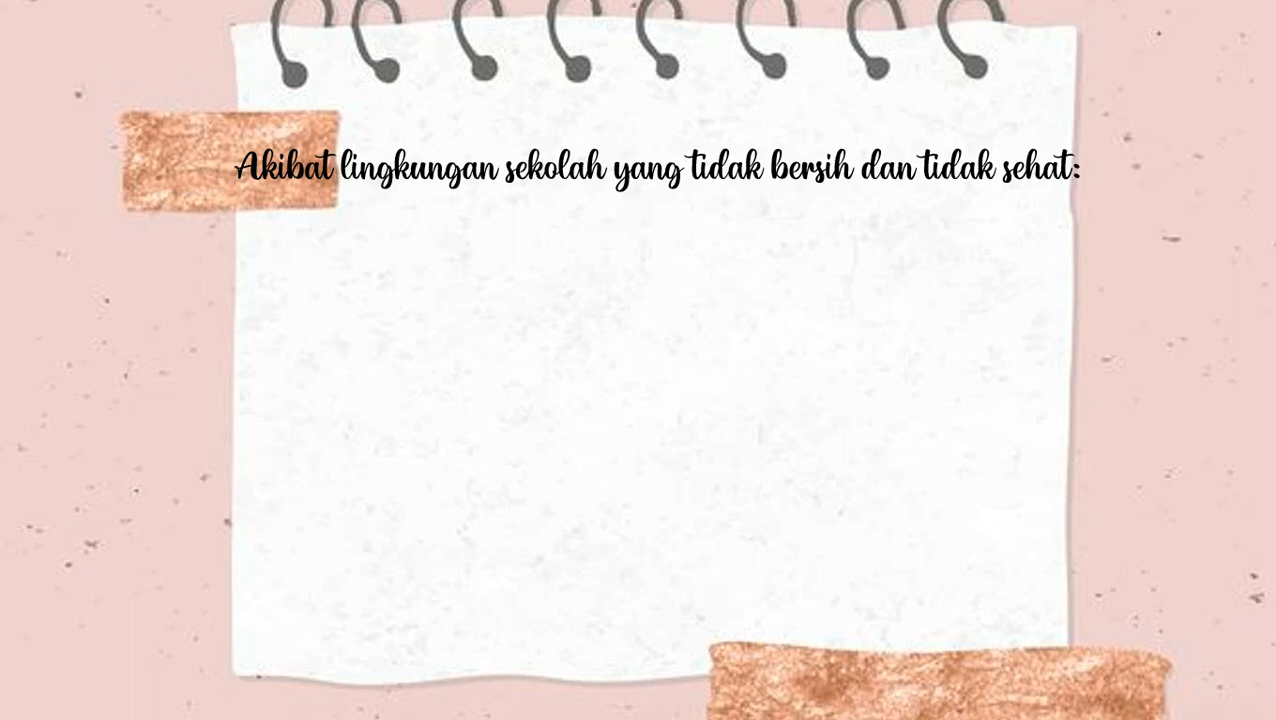 Akibat lingkungan sekolah yang tidak bersih dan tidak sehat: